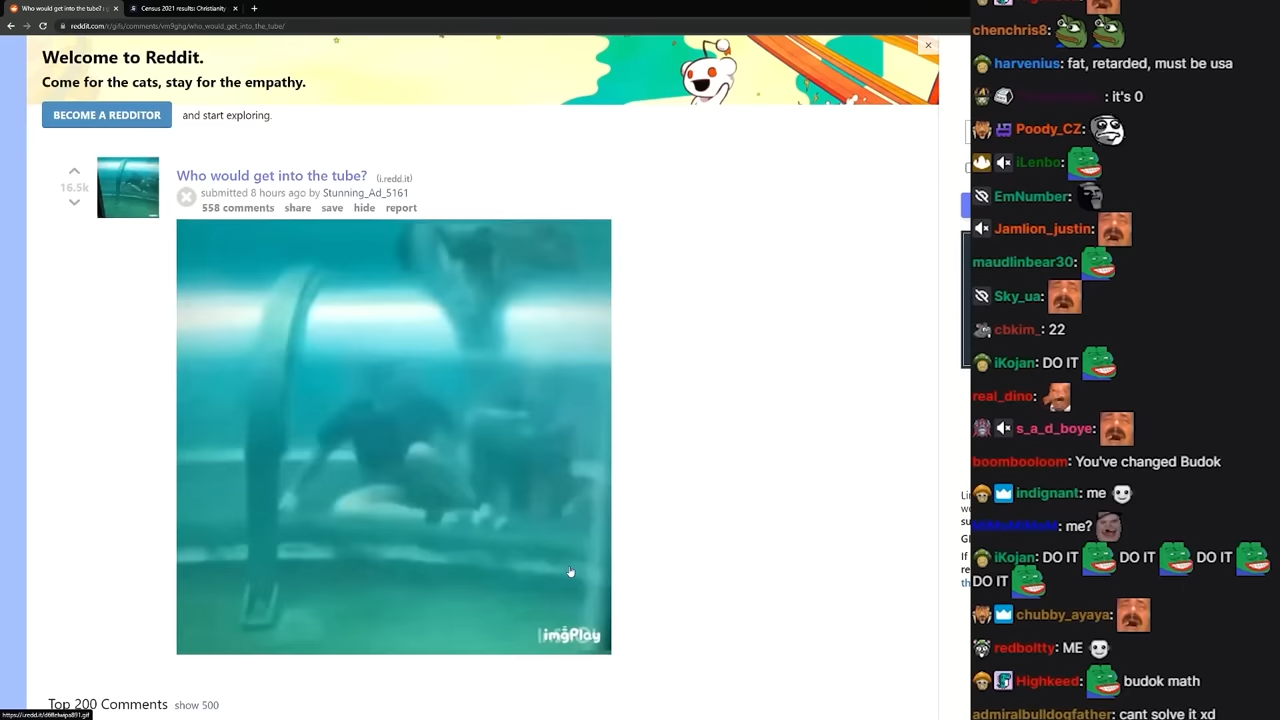 Who would get into the tube? :
Census 2021 results: Christianity
reddit.com/r/gifs/comments/vm9ghg/who_would_get_into_the_tube/
Welcome to Reddit.
Come for the cats, stay for the empathy.
BECOME A REDDITOR and start exploring.
16.5k
Who would get into the tube? (i.redd.it)
submitted 8 hours ago by Stunning_Ad_5161
558 comments share save hide report
imgPlay
Top 200 Comments show 500
chenchris8:
harvenius: fat, retarded, must be usa
: it's 0
Poody_CZ:
iLenbo:
EmNumber:
Jamlion_justin:
maudlinbear30:
Sky_ua:
cbkim_: 22
iKojan: DO IT
real_dino:
s_a_d_boye:
boombooloom: You've changed Budok
indignant: me
: me?
iKojan: DO IT DO IT DO IT
DO IT
chubby_ayaya:
redboltty: ME
Highkeed: budok math
admiralbulldogfather: cant solve it xd